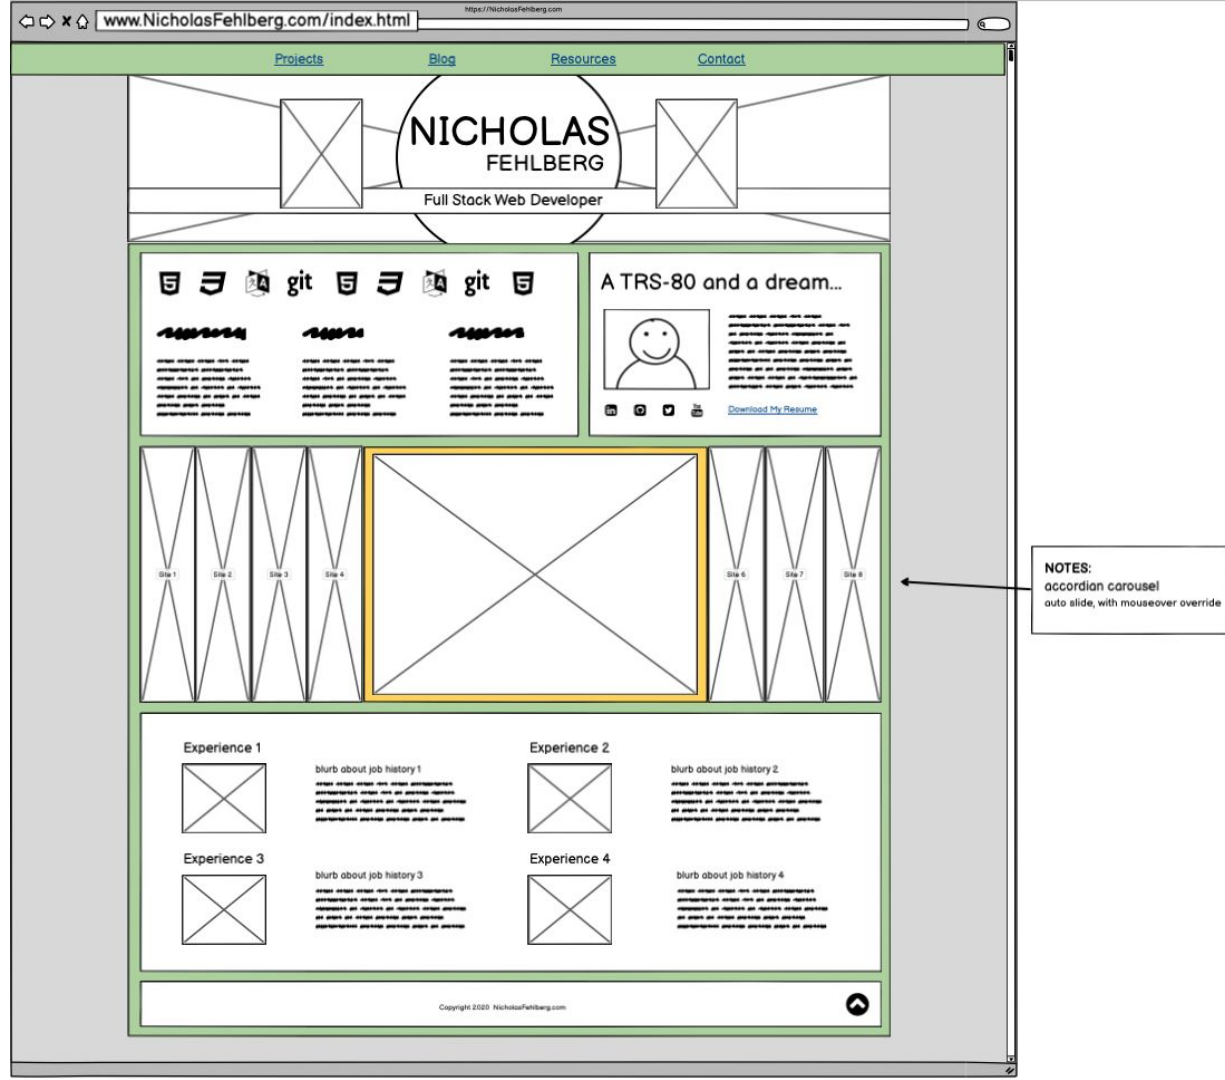 https://NicholasFehlberg.com
www.NicholasFehlberg.com/index.html
Projects Blog Resources Contact
NICHOLAS
FEHLBERG
Full Stack Web Developer
git git
A TRS-80 and a dream...
Download My Resume
Site 1 Site 2 Site 3 Site 4 Site 6 Site 7 Site 8
NOTES:
accordian carousel
auto slide, with mouseover override
Experience 1 Experience 2
blurb about job history 1 blurb about job history 2
Experience 3 Experience 4
blurb about job history 3 blurb about job history 4
Copyright 2020 NicholasFehlberg.com